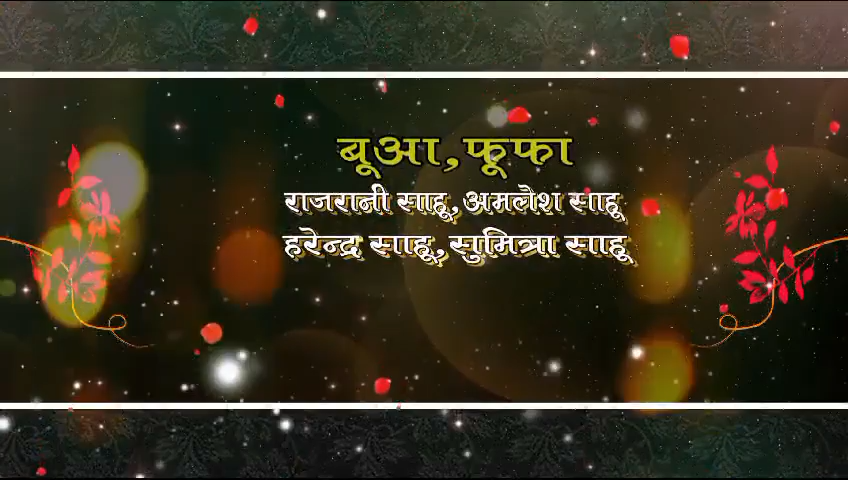 बूआ,फूफा
राजरानी साहू,अमलेश साहू
हरेन्द्र साहू,सुमित्रा साहू